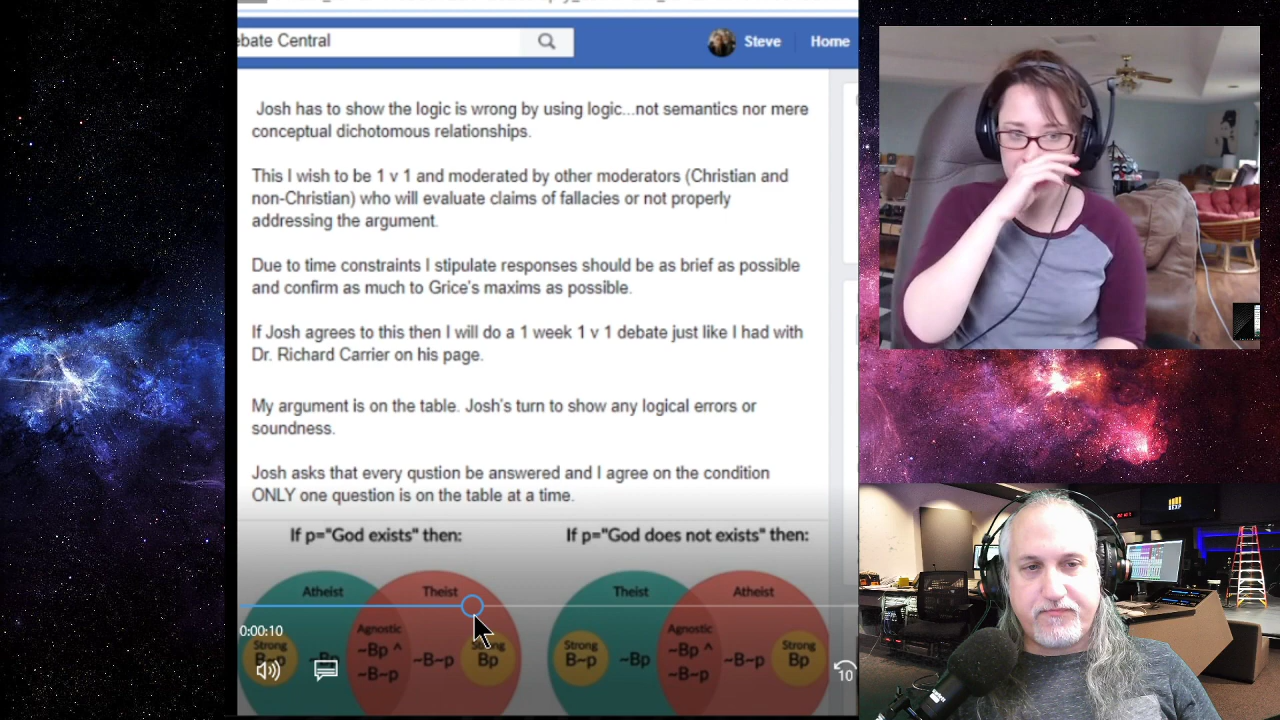 ebate Central
Steve
Home
Josh has to show the logic is wrong by using logic...not semantics nor mere
conceptual dichotomous relationships.
This I wish to be 1 v 1 and moderated by other moderators (Christian and
non-Christian) who will evaluate claims of fallacies or not properly
addressing the argument.
Due to time constraints I stipulate responses should be as brief as possible
and confirm as much to Grice's maxims as possible.
If Josh agrees to this then I will do a 1 week 1 v 1 debate just like I had with
Dr. Richard Carrier on his page.
My argument is on the table. Josh's turn to show any logical errors or
soundness.
Josh asks that every qustion be answered and I agree on the condition
ONLY one question is on the table at a time.
If p="God exists" then:
If p="God does not exists" then:
Atheist
Theist
Theist
Atheist
0:00:10
Agnostic
Agnostic
Strong
B~p
~Bp
~Bp ^
~B~p
~B~p
Strong
Bp
Strong
B~p
~Bp
~Bp ^
~B~p
~B~p
Strong
Bp
10